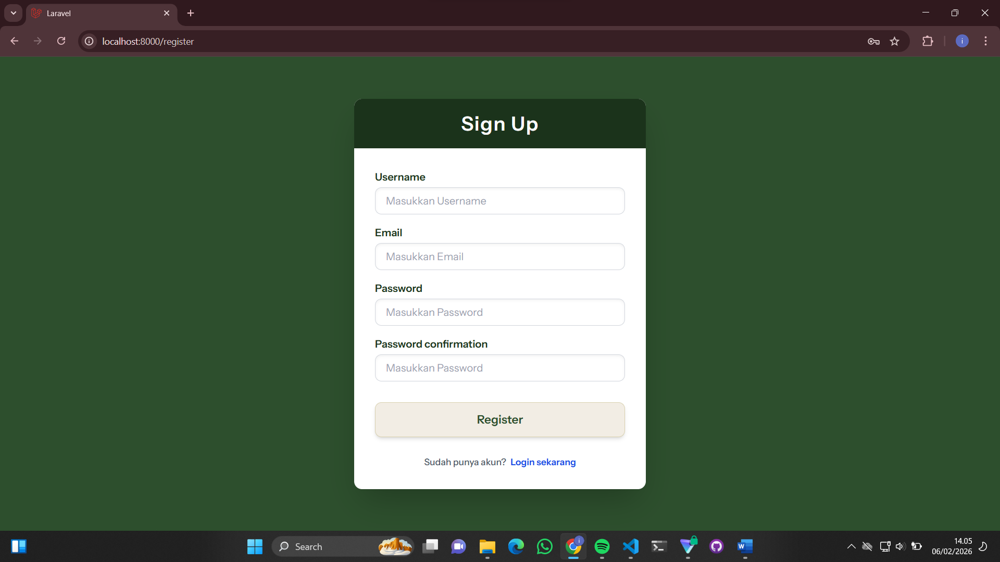 Laravel
localhost:8000/register
i
Sign Up
Username
Masukkan Username
Email
Masukkan Email
Password
Masukkan Password
Password confirmation
Masukkan Password
Register
Sudah punya akun? Login sekarang
Search
14.05
06/02/2026